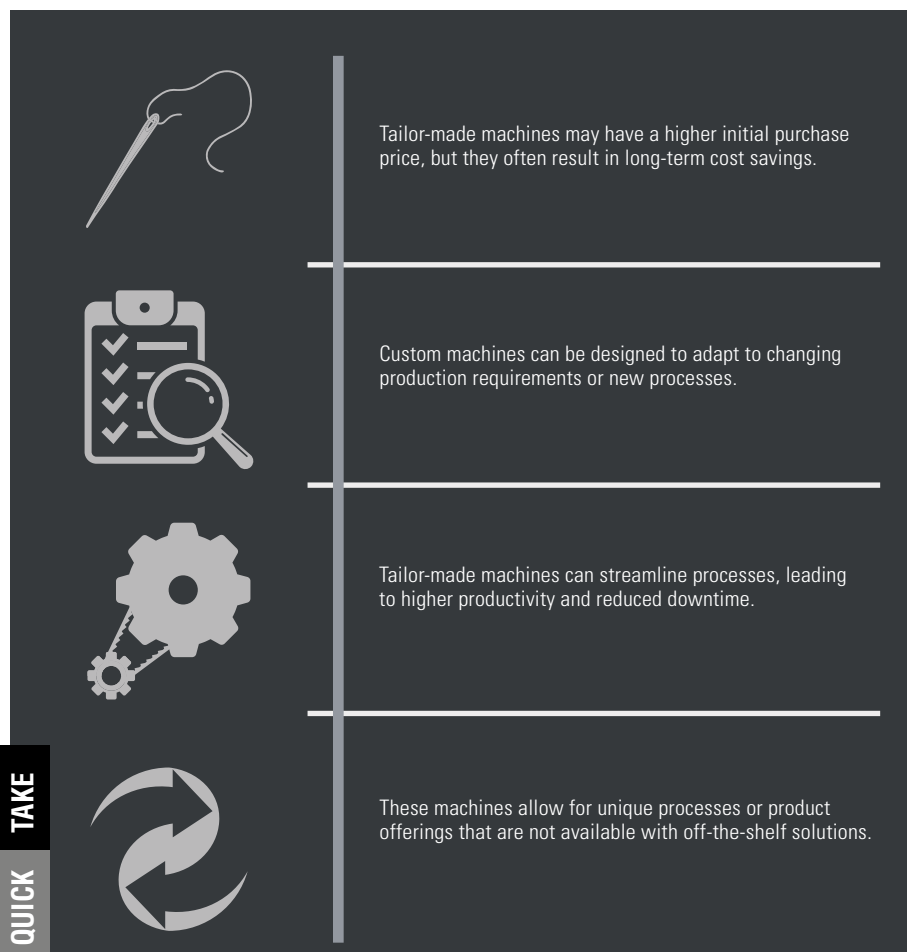 Tailor-made machines may have a higher initial purchase
price, but they often result in long-term cost savings.
Custom machines can be designed to adapt to changing
production requirements or new processes.
Tailor-made machines can streamline processes, leading
to higher productivity and reduced downtime.
These machines allow for unique processes or product
offerings that are not available with off-the-shelf solutions.
QUICK TAKE